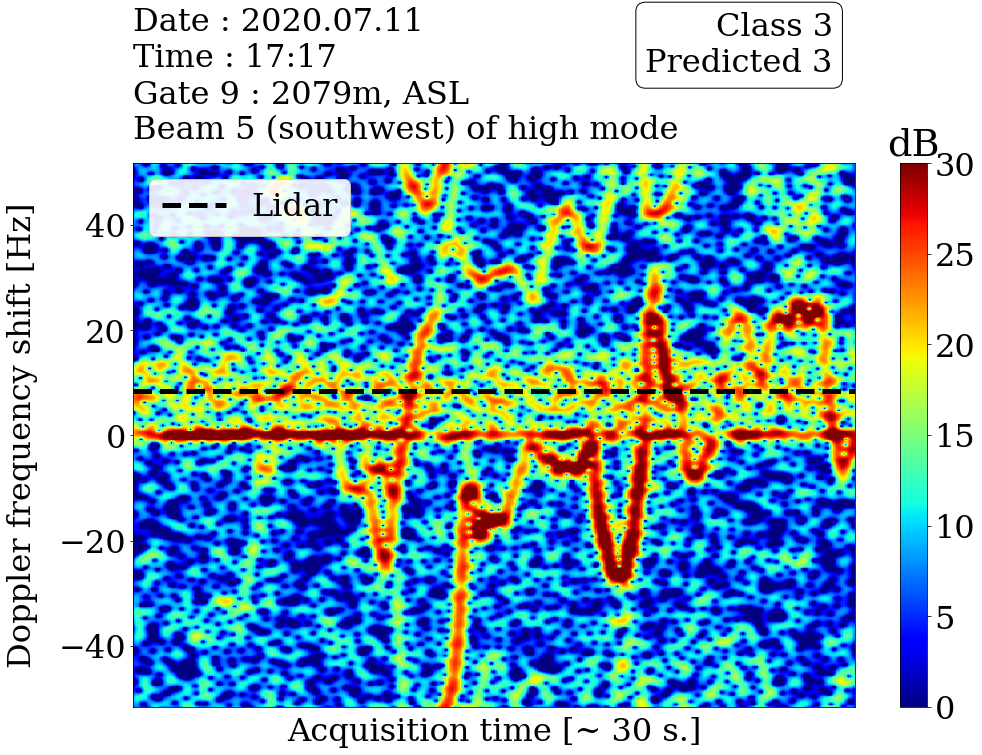 Date : 2020.07.11
Time : 17:17
Gate 9 : 2079m, ASL
Beam 5 (southwest) of high mode
Class 3
Predicted 3
dB
Lidar
Doppler frequency shift [Hz]
40
20
0
−20
−40
30
25
20
15
10
5
0
Acquisition time [~ 30 s.]